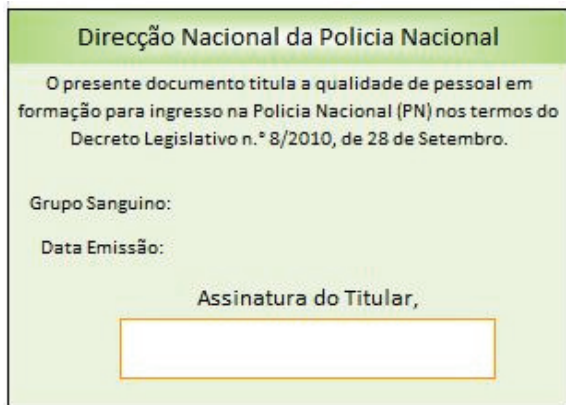 Direcção Nacional da Policia Nacional
O presente documento titula a qualidade de pessoal em
formação para ingresso na Policia Nacional (PN) nos termos do
Decreto Legislativo n.° 8/2010, de 28 de Setembro.
Grupo Sanguino:
Data Emissão:
Assinatura do Titular,